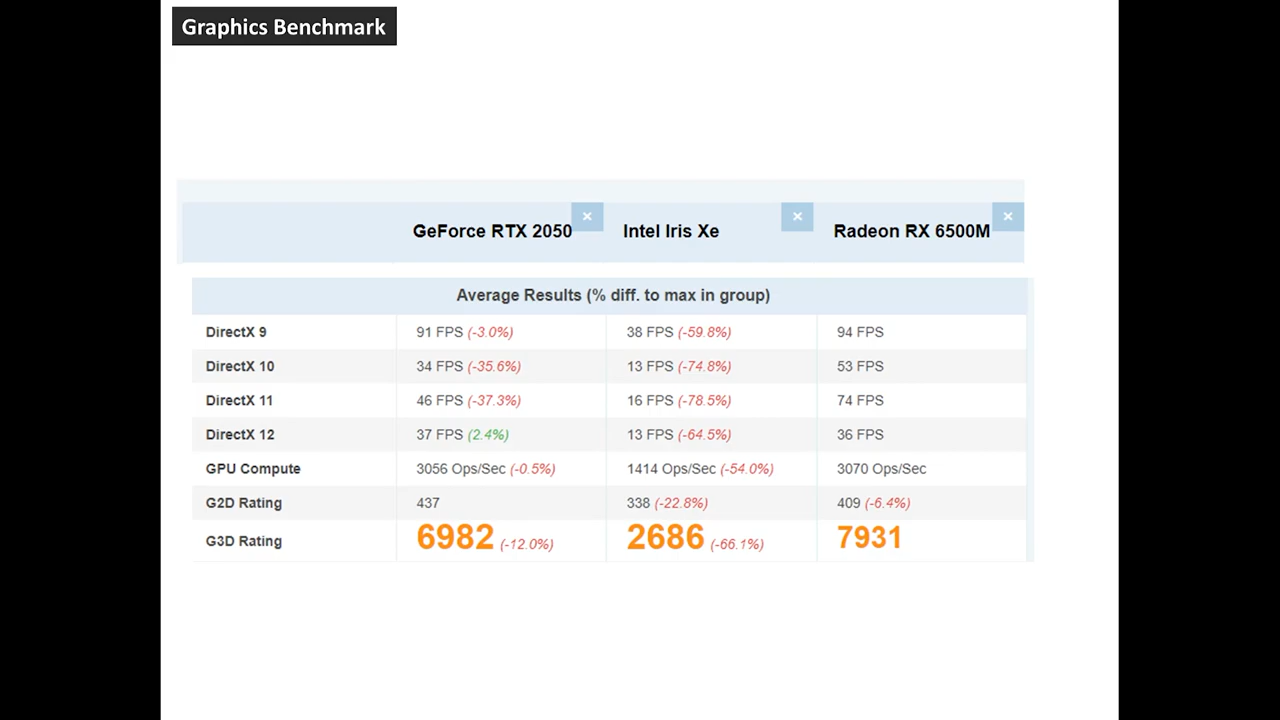 Graphics Benchmark
× × ×
GeForce RTX 2050 Intel Iris Xe Radeon RX 6500M
Average Results (% diff. to max in group)
DirectX 9 91 FPS (-3.0%) 38 FPS (-59.8%) 94 FPS
DirectX 10 34 FPS (-35.6%) 13 FPS (-74.8%) 53 FPS
DirectX 11 46 FPS (-37.3%) 16 FPS (-78.5%) 74 FPS
DirectX 12 37 FPS (2.4%) 13 FPS (-64.5%) 36 FPS
GPU Compute 3056 Ops/Sec (-0.5%) 1414 Ops/Sec (-54.0%) 3070 Ops/Sec
G2D Rating 437 338 (-22.8%) 409 (-6.4%)
G3D Rating 6982 (-12.0%) 2686 (-66.1%) 7931